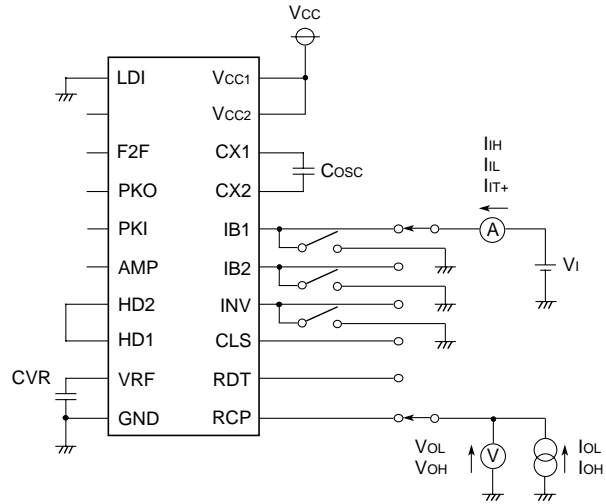 VCC
LDI VCC1
VCC2
F2F CX1
COSC
PKO CX2
IIH
IIL
IIT+
PKI IB1
A
AMP IB2
VI
HD2 INV
HD1 CLS
CVR
VRF RDT
GND RCP
VOL
VOH
V
IOL
IOH